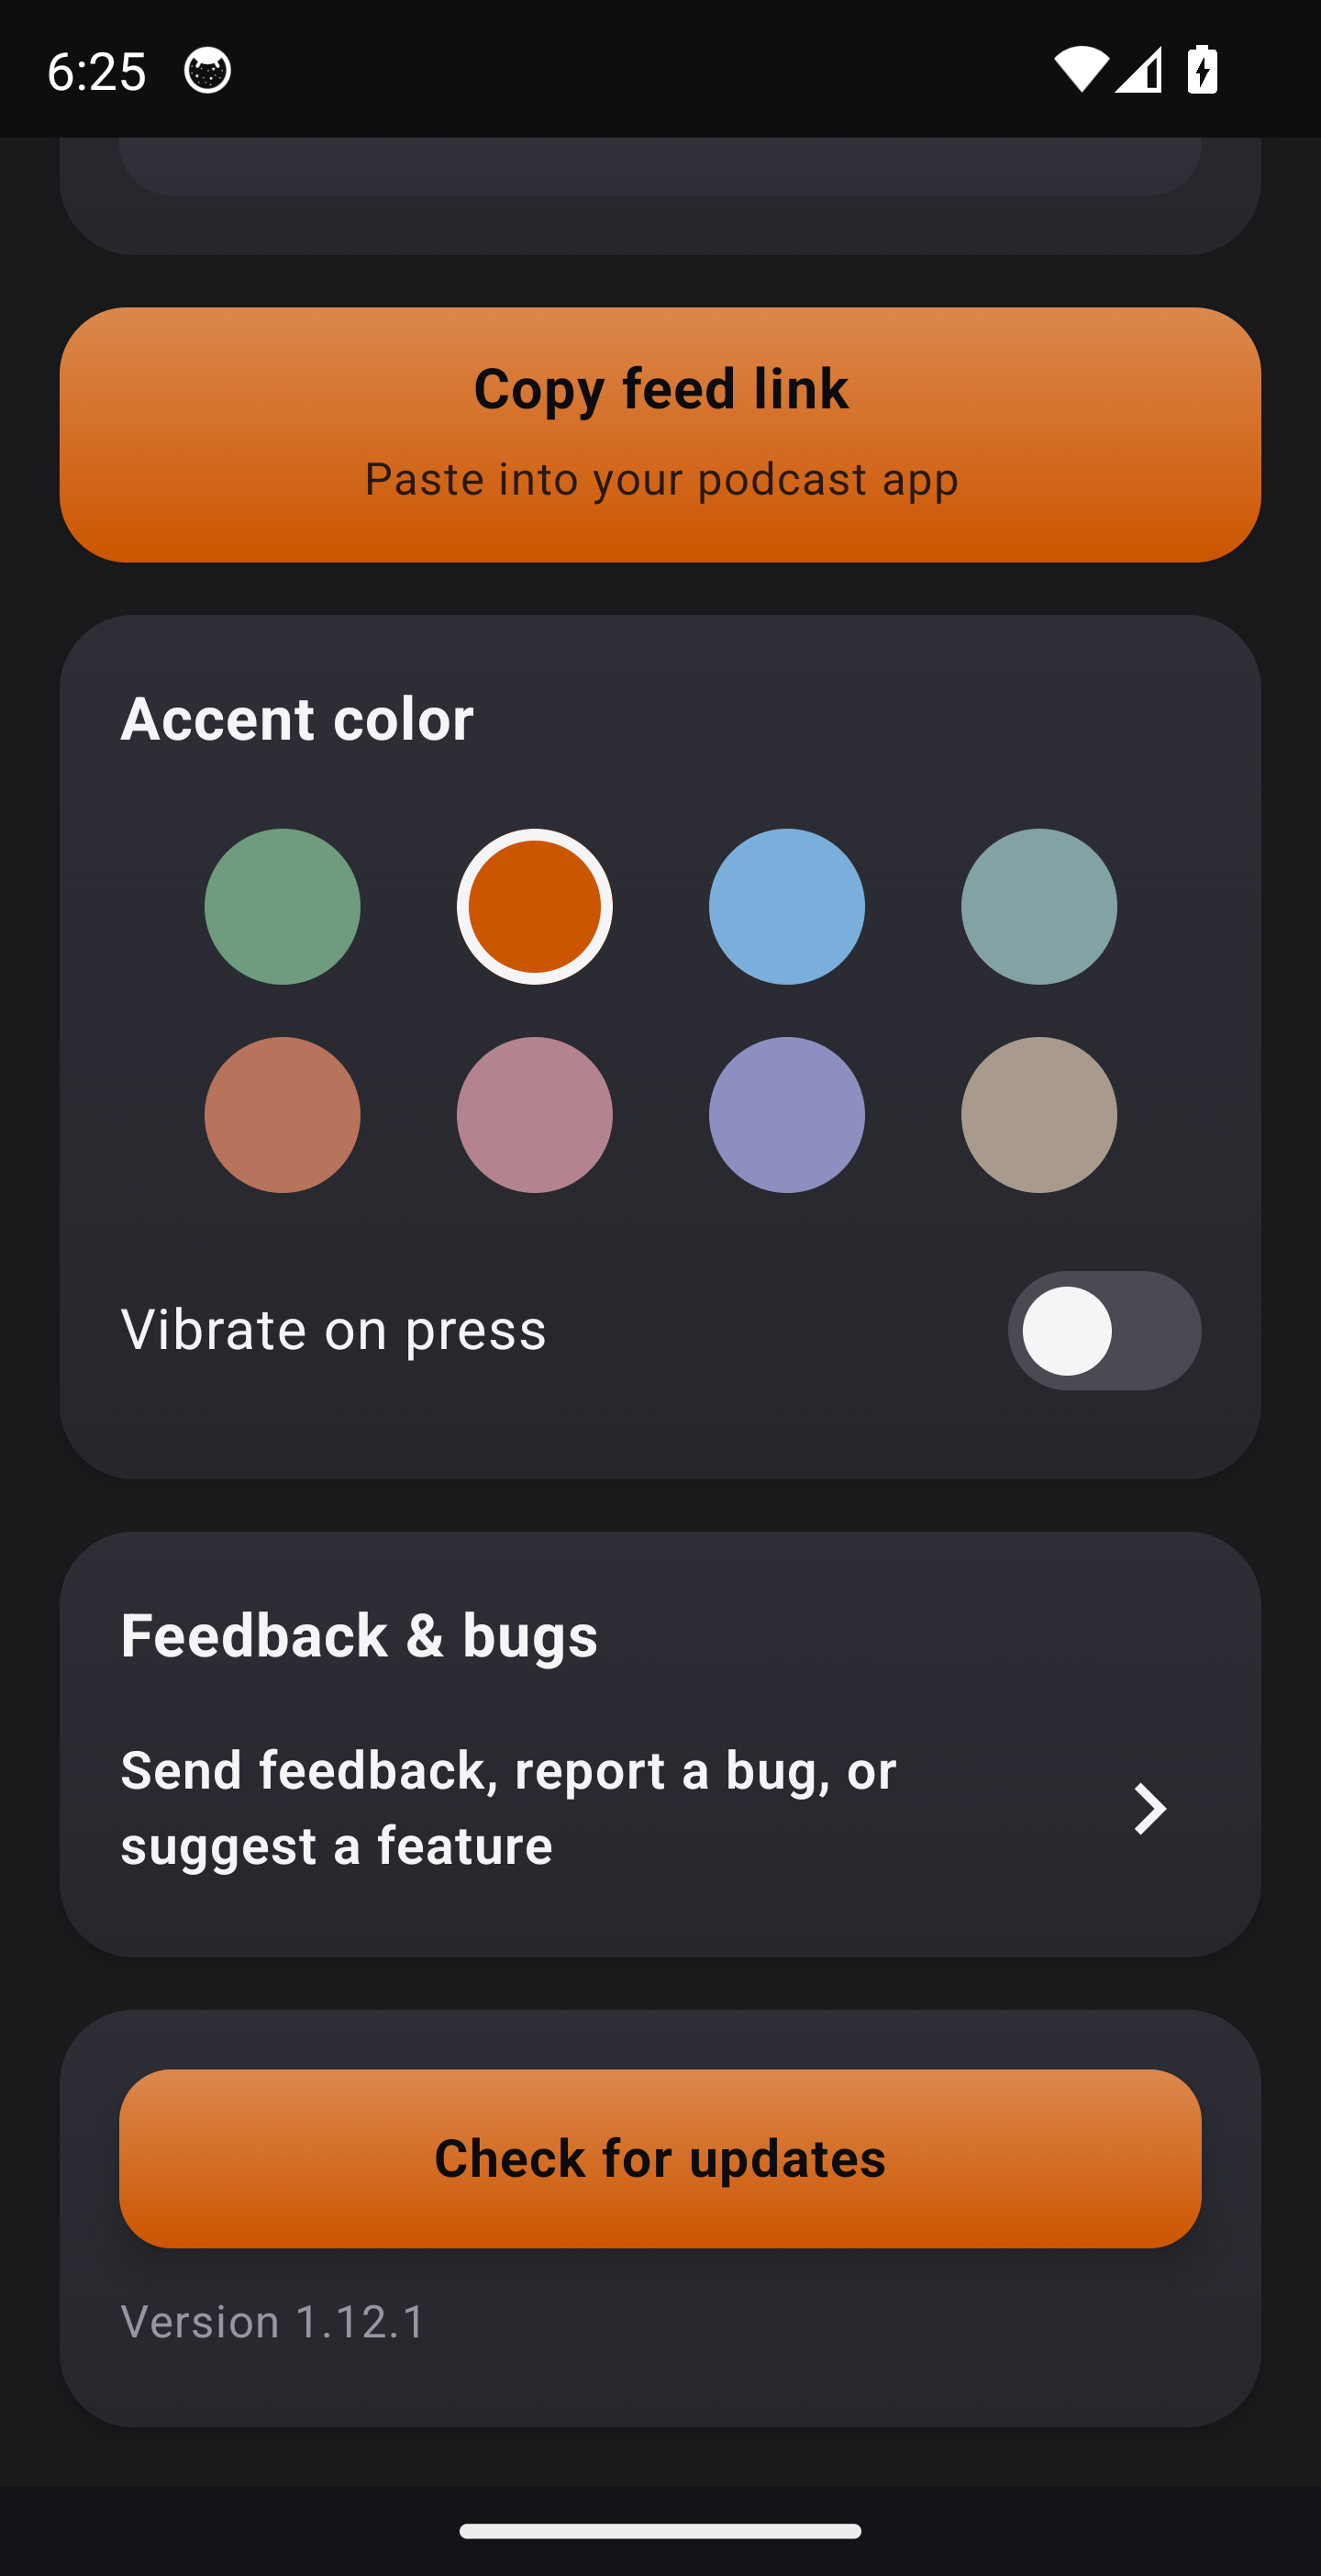 6:25
Copy feed link
Paste into your podcast app
Accent color
Vibrate on press
Feedback & bugs
Send feedback, report a bug, or
suggest a feature
Check for updates
Version 1.12.1